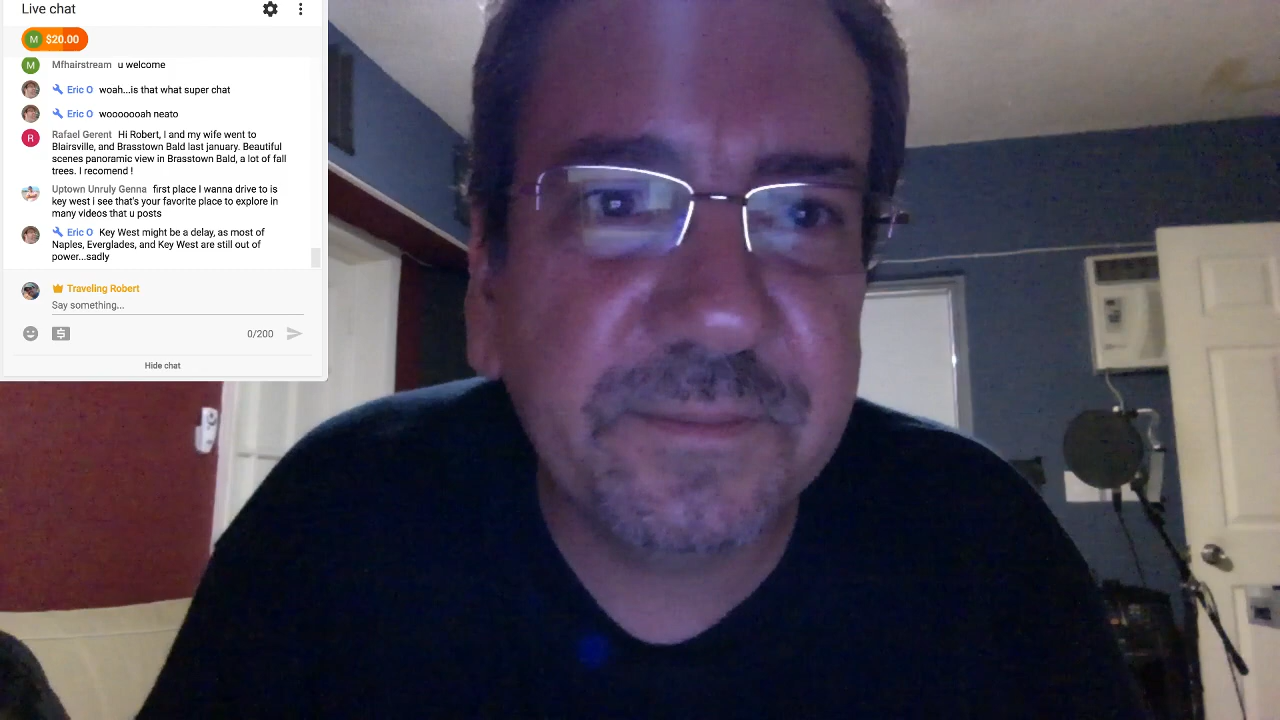 Live chat
M $20.00
M Mfhairstream u welcome
Eric O woah...is that what super chat
Eric O wooooooah neato
R Rafael Gerent Hi Robert, I and my wife went to
Blairsville, and Brasstown Bald last january. Beautiful
scenes panoramic view in Brasstown Bald, a lot of fall
trees. I recomend !
Uptown Unruly Genna first place I wanna drive to is
key west i see that's your favorite place to explore in
many videos that u posts
Eric O Key West might be a delay, as most of
Naples, Everglades, and Key West are still out of
power...sadly
Traveling Robert
Say something...
$ 0/200
Hide chat